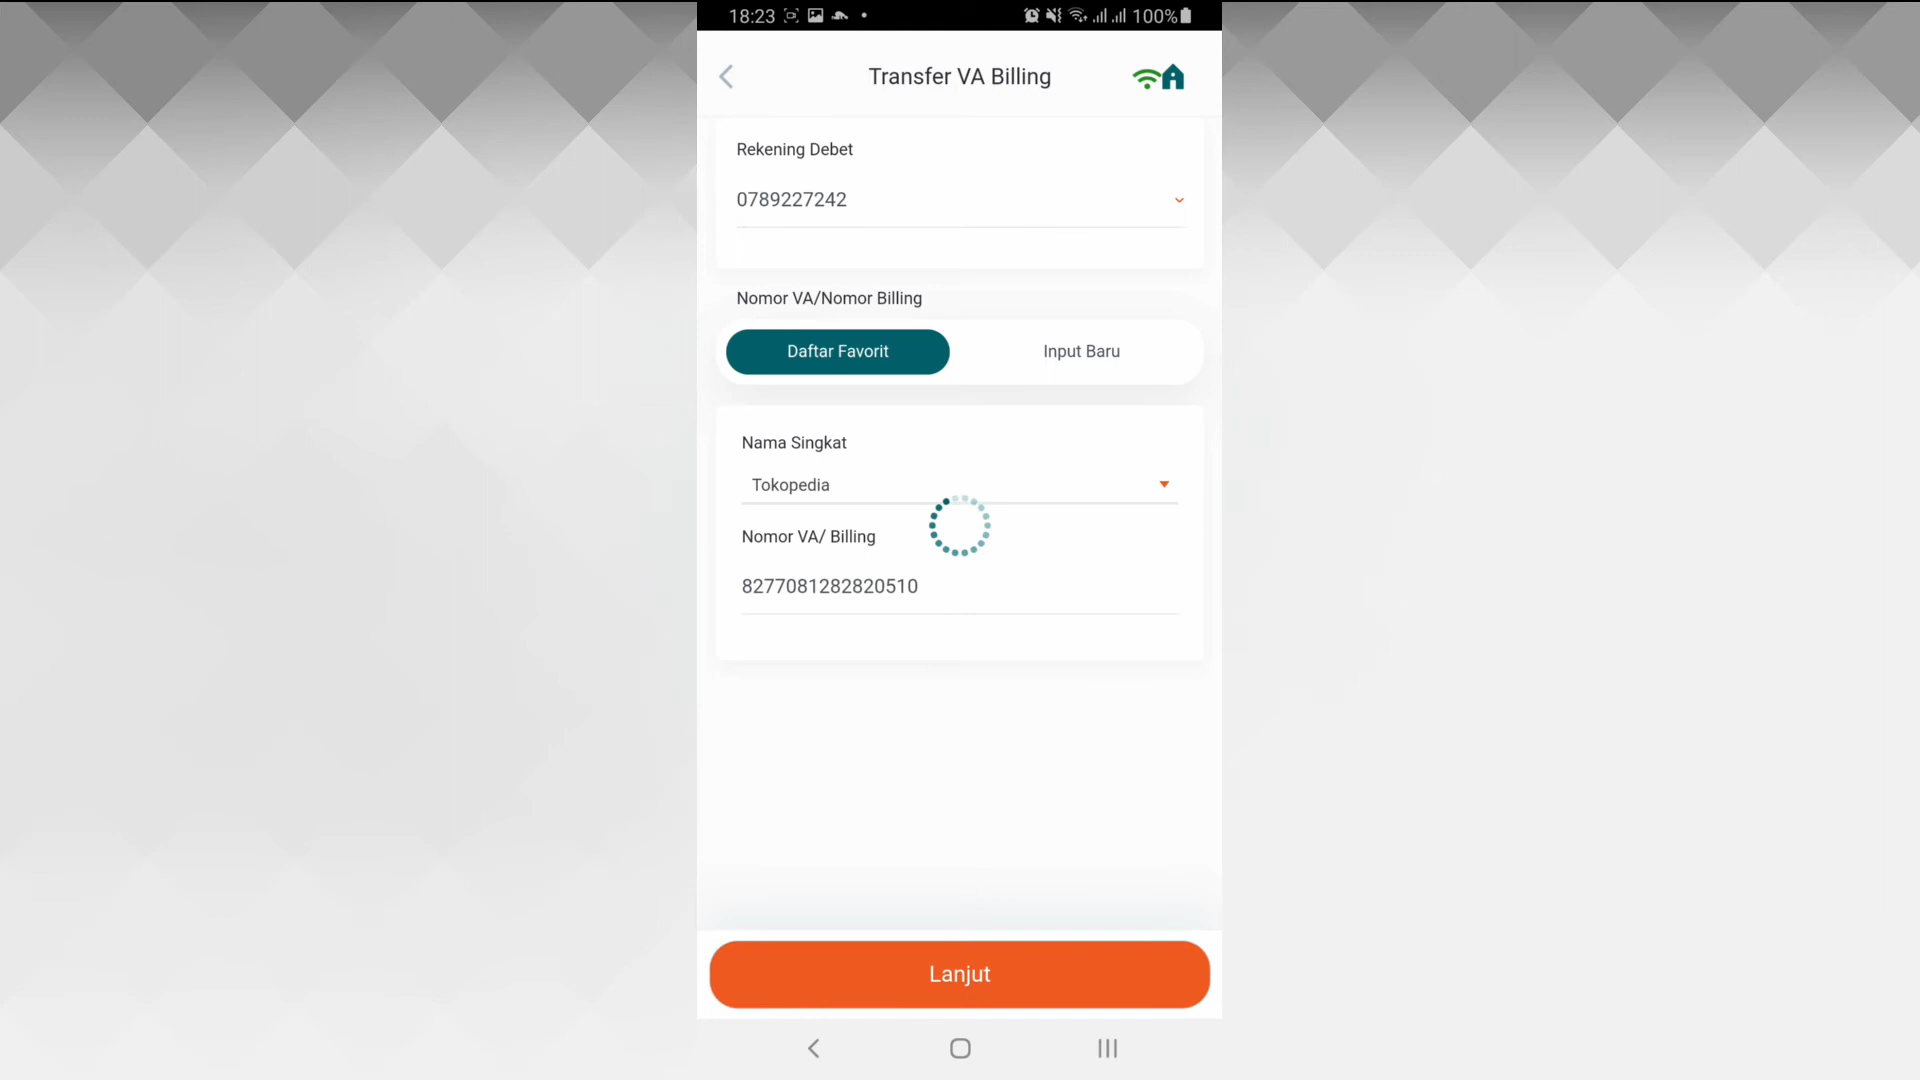 18:23
100%
Transfer VA Billing
Rekening Debet
0789227242
Nomor VA/Nomor Billing
Daftar Favorit
Input Baru
Nama Singkat
Tokopedia
Nomor VA/ Billing
8277081282820510
Lanjut